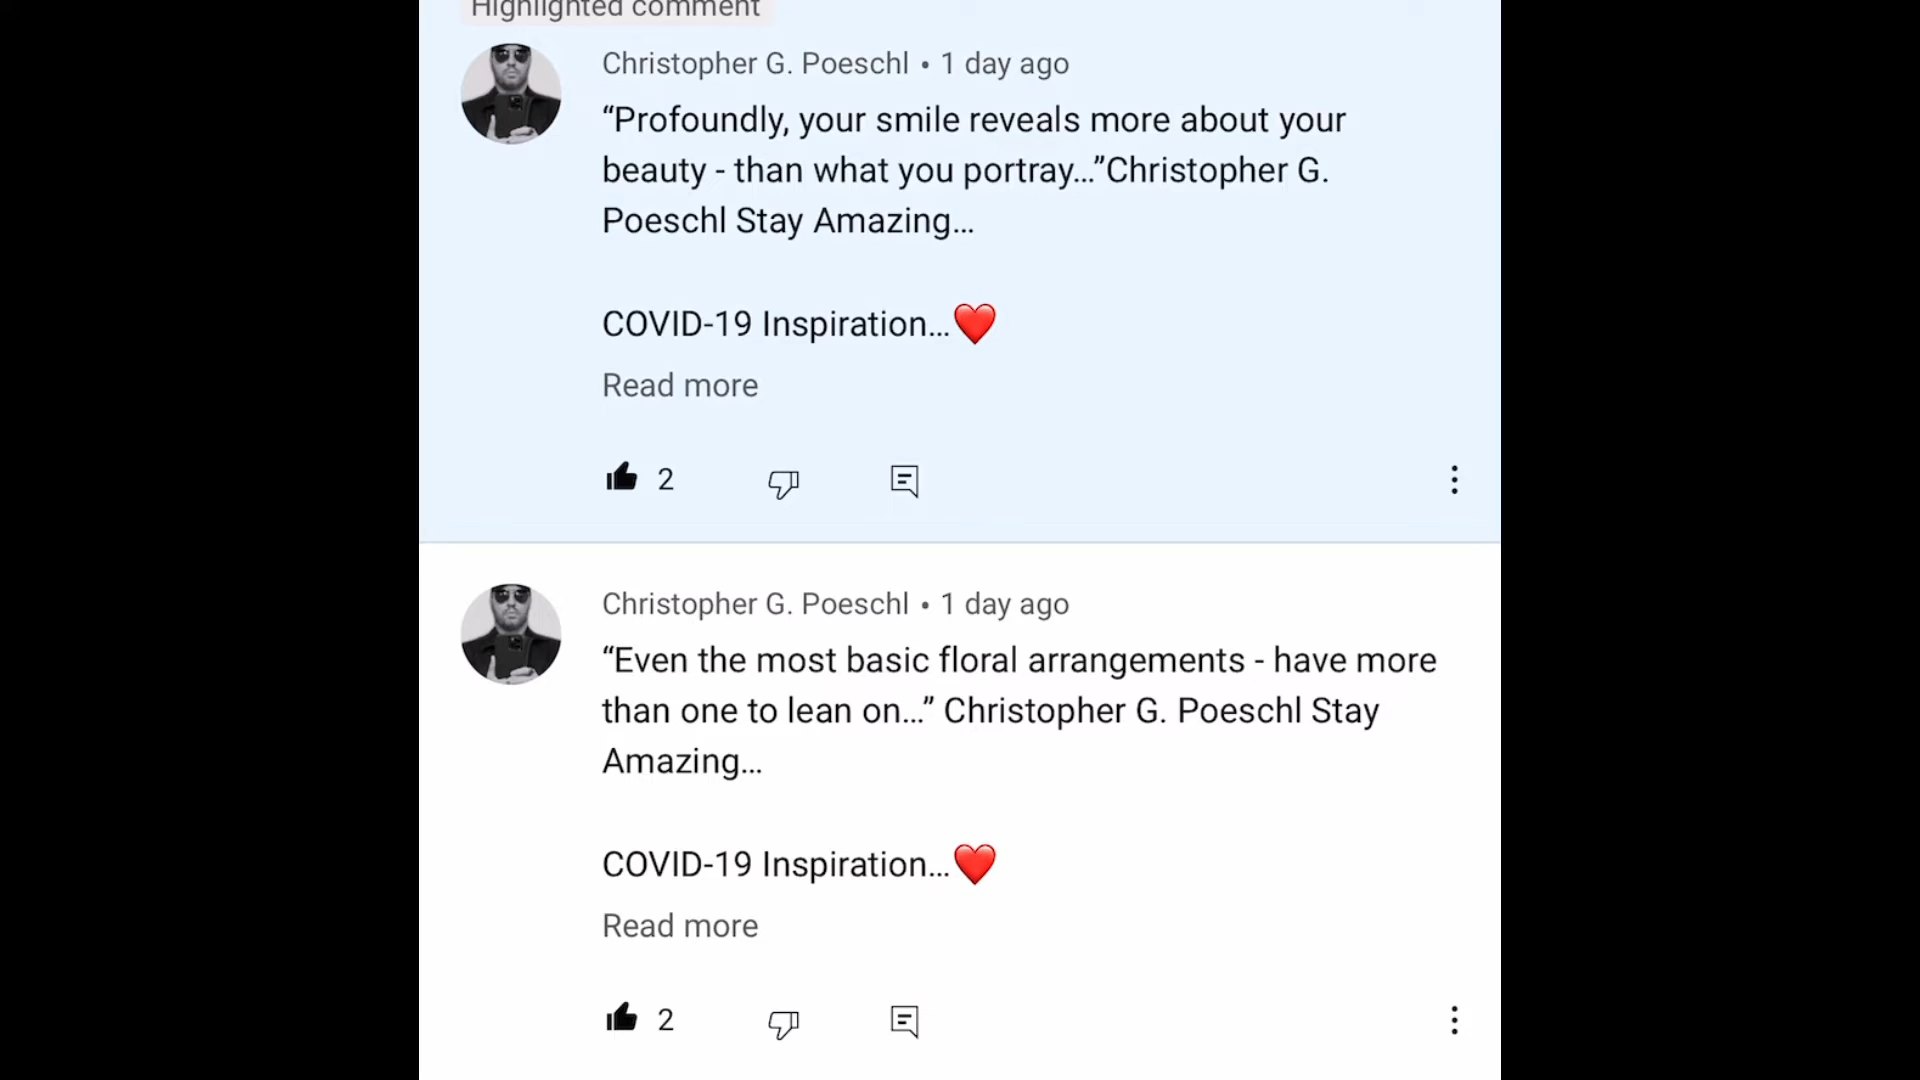 Highlighted comment
Christopher G. Poeschl • 1 day ago
“Profoundly, your smile reveals more about your
beauty - than what you portray...”Christopher G.
Poeschl Stay Amazing...
COVID-19 Inspiration...❤️
Read more
2
Christopher G. Poeschl • 1 day ago
“Even the most basic floral arrangements - have more
than one to lean on...” Christopher G. Poeschl Stay
Amazing...
COVID-19 Inspiration...❤️
Read more
2